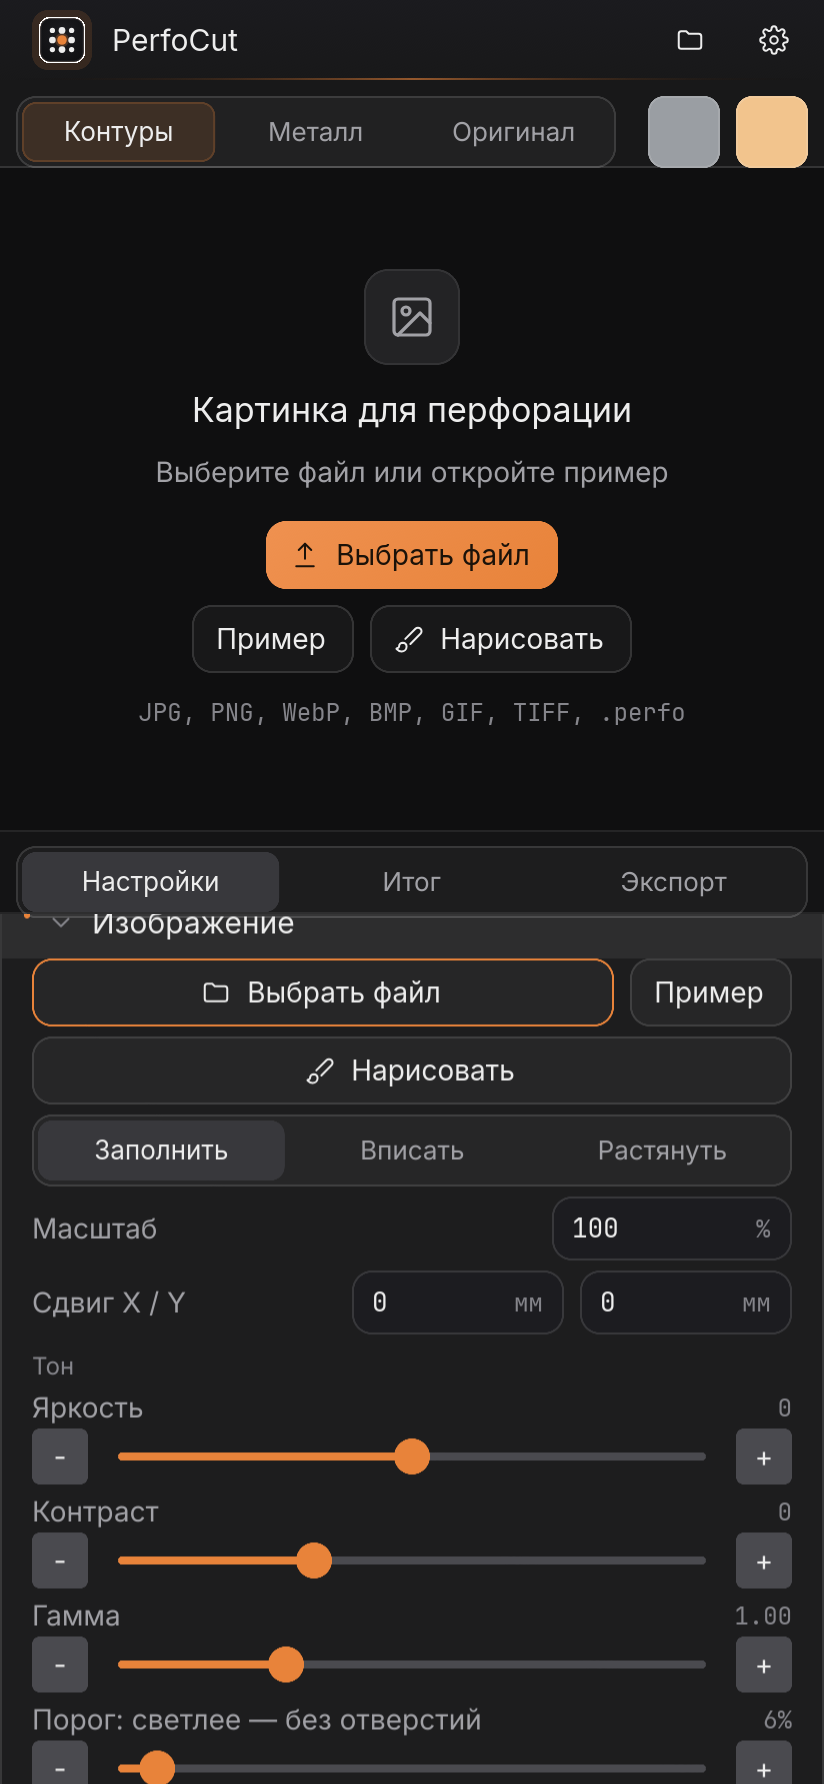 PerfoCut
Контуры Металл Оригинал
Картинка для перфорации
Выберите файл или откройте пример
Выбрать файл
Пример Нарисовать
JPG, PNG, WebP, BMP, GIF, TIFF, .perfo
Настройки Итог Экспорт
Изображение
Выбрать файл Пример
Нарисовать
Заполнить Вписать Растянуть
Масштаб 100 %
Сдвиг X / Y 0 мм 0 мм
Тон
Яркость 0
- +
Контраст 0
- +
Гамма 1.00
- +
Порог: светлее — без отверстий 6%
- +